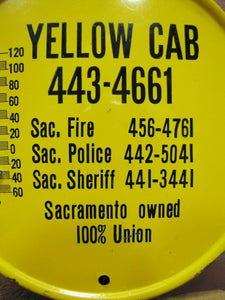 YELLOW CAB
443-4661
Sac. Fire 456-4761
Sac. Police 442-5041
Sac. Sheriff 441-3441
Sacramento owned
100% Union
120
100
80
60
40
20
0
20
40
60